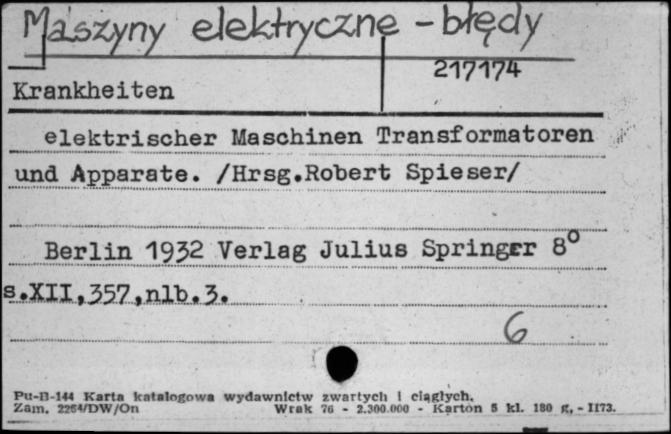 Maszyny elektryczne - błędy
217174
Krankheiten
elektrischer Maschinen Transformatoren
und Apparate. /Hrsg.Robert Spieser/
Berlin 1932 Verlag Julius Springer 8°
s.XII,357,nlb.3.
6
Pu-B-144 Karta katalogowa wydawnictw zwartych i ciągłych.
Zam. 2264/DW/On Wrak 76 - 2.300.000 - Karton 5 kl. 180 g. - II73.